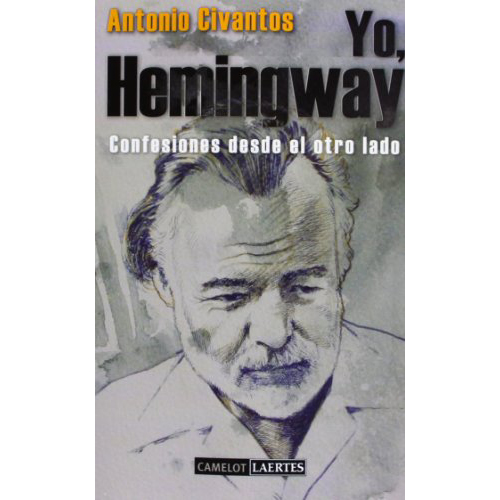 Antonio Civantos
Yo,
Hemingway
Confesiones desde el otro lado
CAMELOT LAERTES